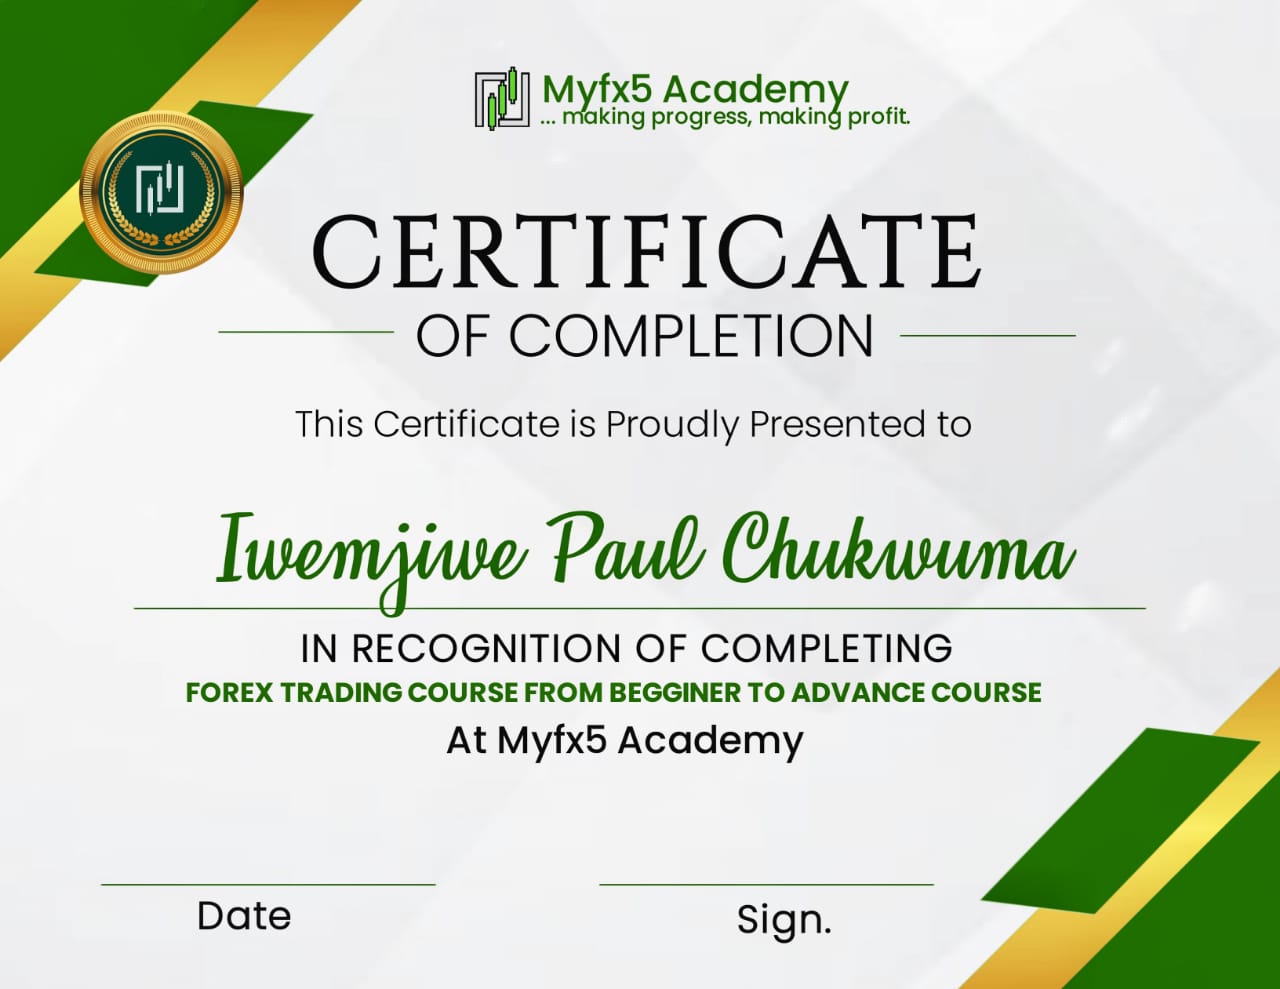 Myfx5 Academy
... making progress, making profit.
CERTIFICATE
OF COMPLETION
This Certificate is Proudly Presented to
Iwemjiwe Paul Chukwuma
IN RECOGNITION OF COMPLETING
FOREX TRADING COURSE FROM BEGGINER TO ADVANCE COURSE
At Myfx5 Academy
Date
Sign.